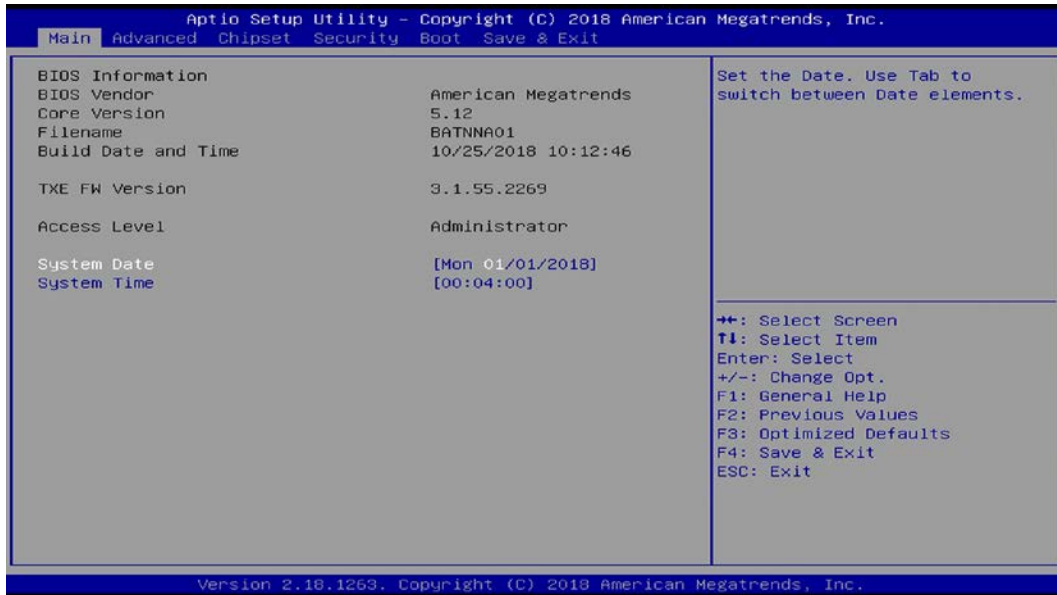 Aptio Setup Utility – Copyright (C) 2018 American Megatrends, Inc.
Main Advanced Chipset Security Boot Save & Exit
BIOS Information
BIOS Vendor American Megatrends
Core Version 5.12
Filename BATNNA01
Build Date and Time 10/25/2018 10:12:46
TXE FW Version 3.1.55.2269
Access Level Administrator
System Date [Mon 01/01/2018]
System Time [00:04:00]
Set the Date. Use Tab to
switch between Date elements.
→←: Select Screen
↑↓: Select Item
Enter: Select
+/-: Change Opt.
F1: General Help
F2: Previous Values
F3: Optimized Defaults
F4: Save & Exit
ESC: Exit
Version 2.18.1263. Copyright (C) 2018 American Megatrends, Inc.